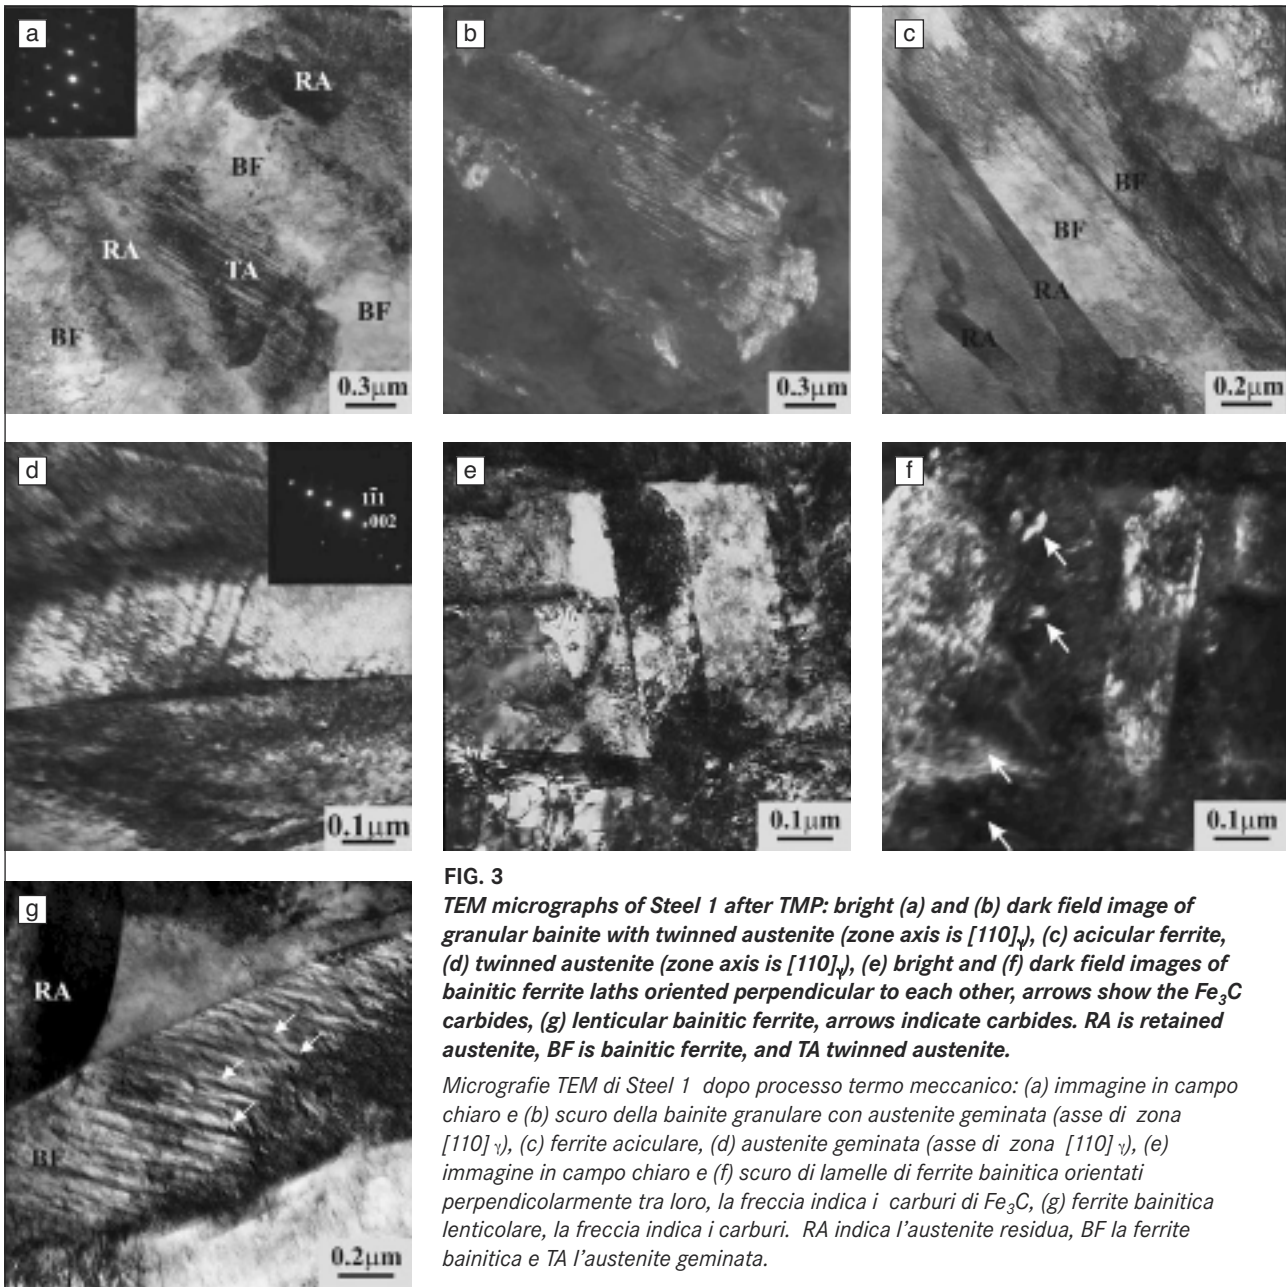 a
RA
BF
RA
TA
BF
BF
0.3μm
b
0.3μm
c
BF
BF
RA
RA
0.2μm
d
11̄1
.002
0.1μm
e
0.1μm
f
0.1μm
g
RA
BF
0.2μm
FIG. 3
TEM micrographs of Steel 1 after TMP: bright (a) and (b) dark field image of
granular bainite with twinned austenite (zone axis is [110]γ), (c) acicular ferrite,
(d) twinned austenite (zone axis is [110]γ), (e) bright and (f) dark field images of
bainitic ferrite laths oriented perpendicular to each other, arrows show the Fe₃C
carbides, (g) lenticular bainitic ferrite, arrows indicate carbides. RA is retained
austenite, BF is bainitic ferrite, and TA twinned austenite.
Micrografie TEM di Steel 1 dopo processo termo meccanico: (a) immagine in campo
chiaro e (b) scuro della bainite granulare con austenite geminata (asse di zona
[110] γ), (c) ferrite aciculare, (d) austenite geminata (asse di zona [110] γ), (e)
immagine in campo chiaro e (f) scuro di lamelle di ferrite bainitica orientati
perpendicolarmente tra loro, la freccia indica i carburi di Fe₃C, (g) ferrite bainitica
lenticolare, la freccia indica i carburi. RA indica l'austenite residua, BF la ferrite
bainitica e TA l'austenite geminata.